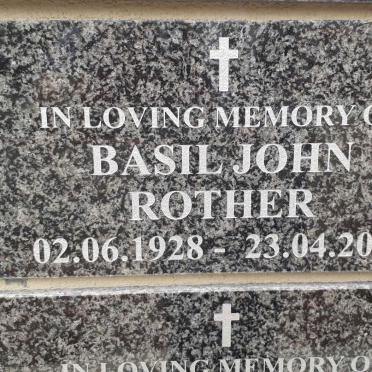 IN LOVING MEMORY O
BASIL JOHN
ROTHER
02.06.1928 - 23.04.20
IN LOVING MEMORY O